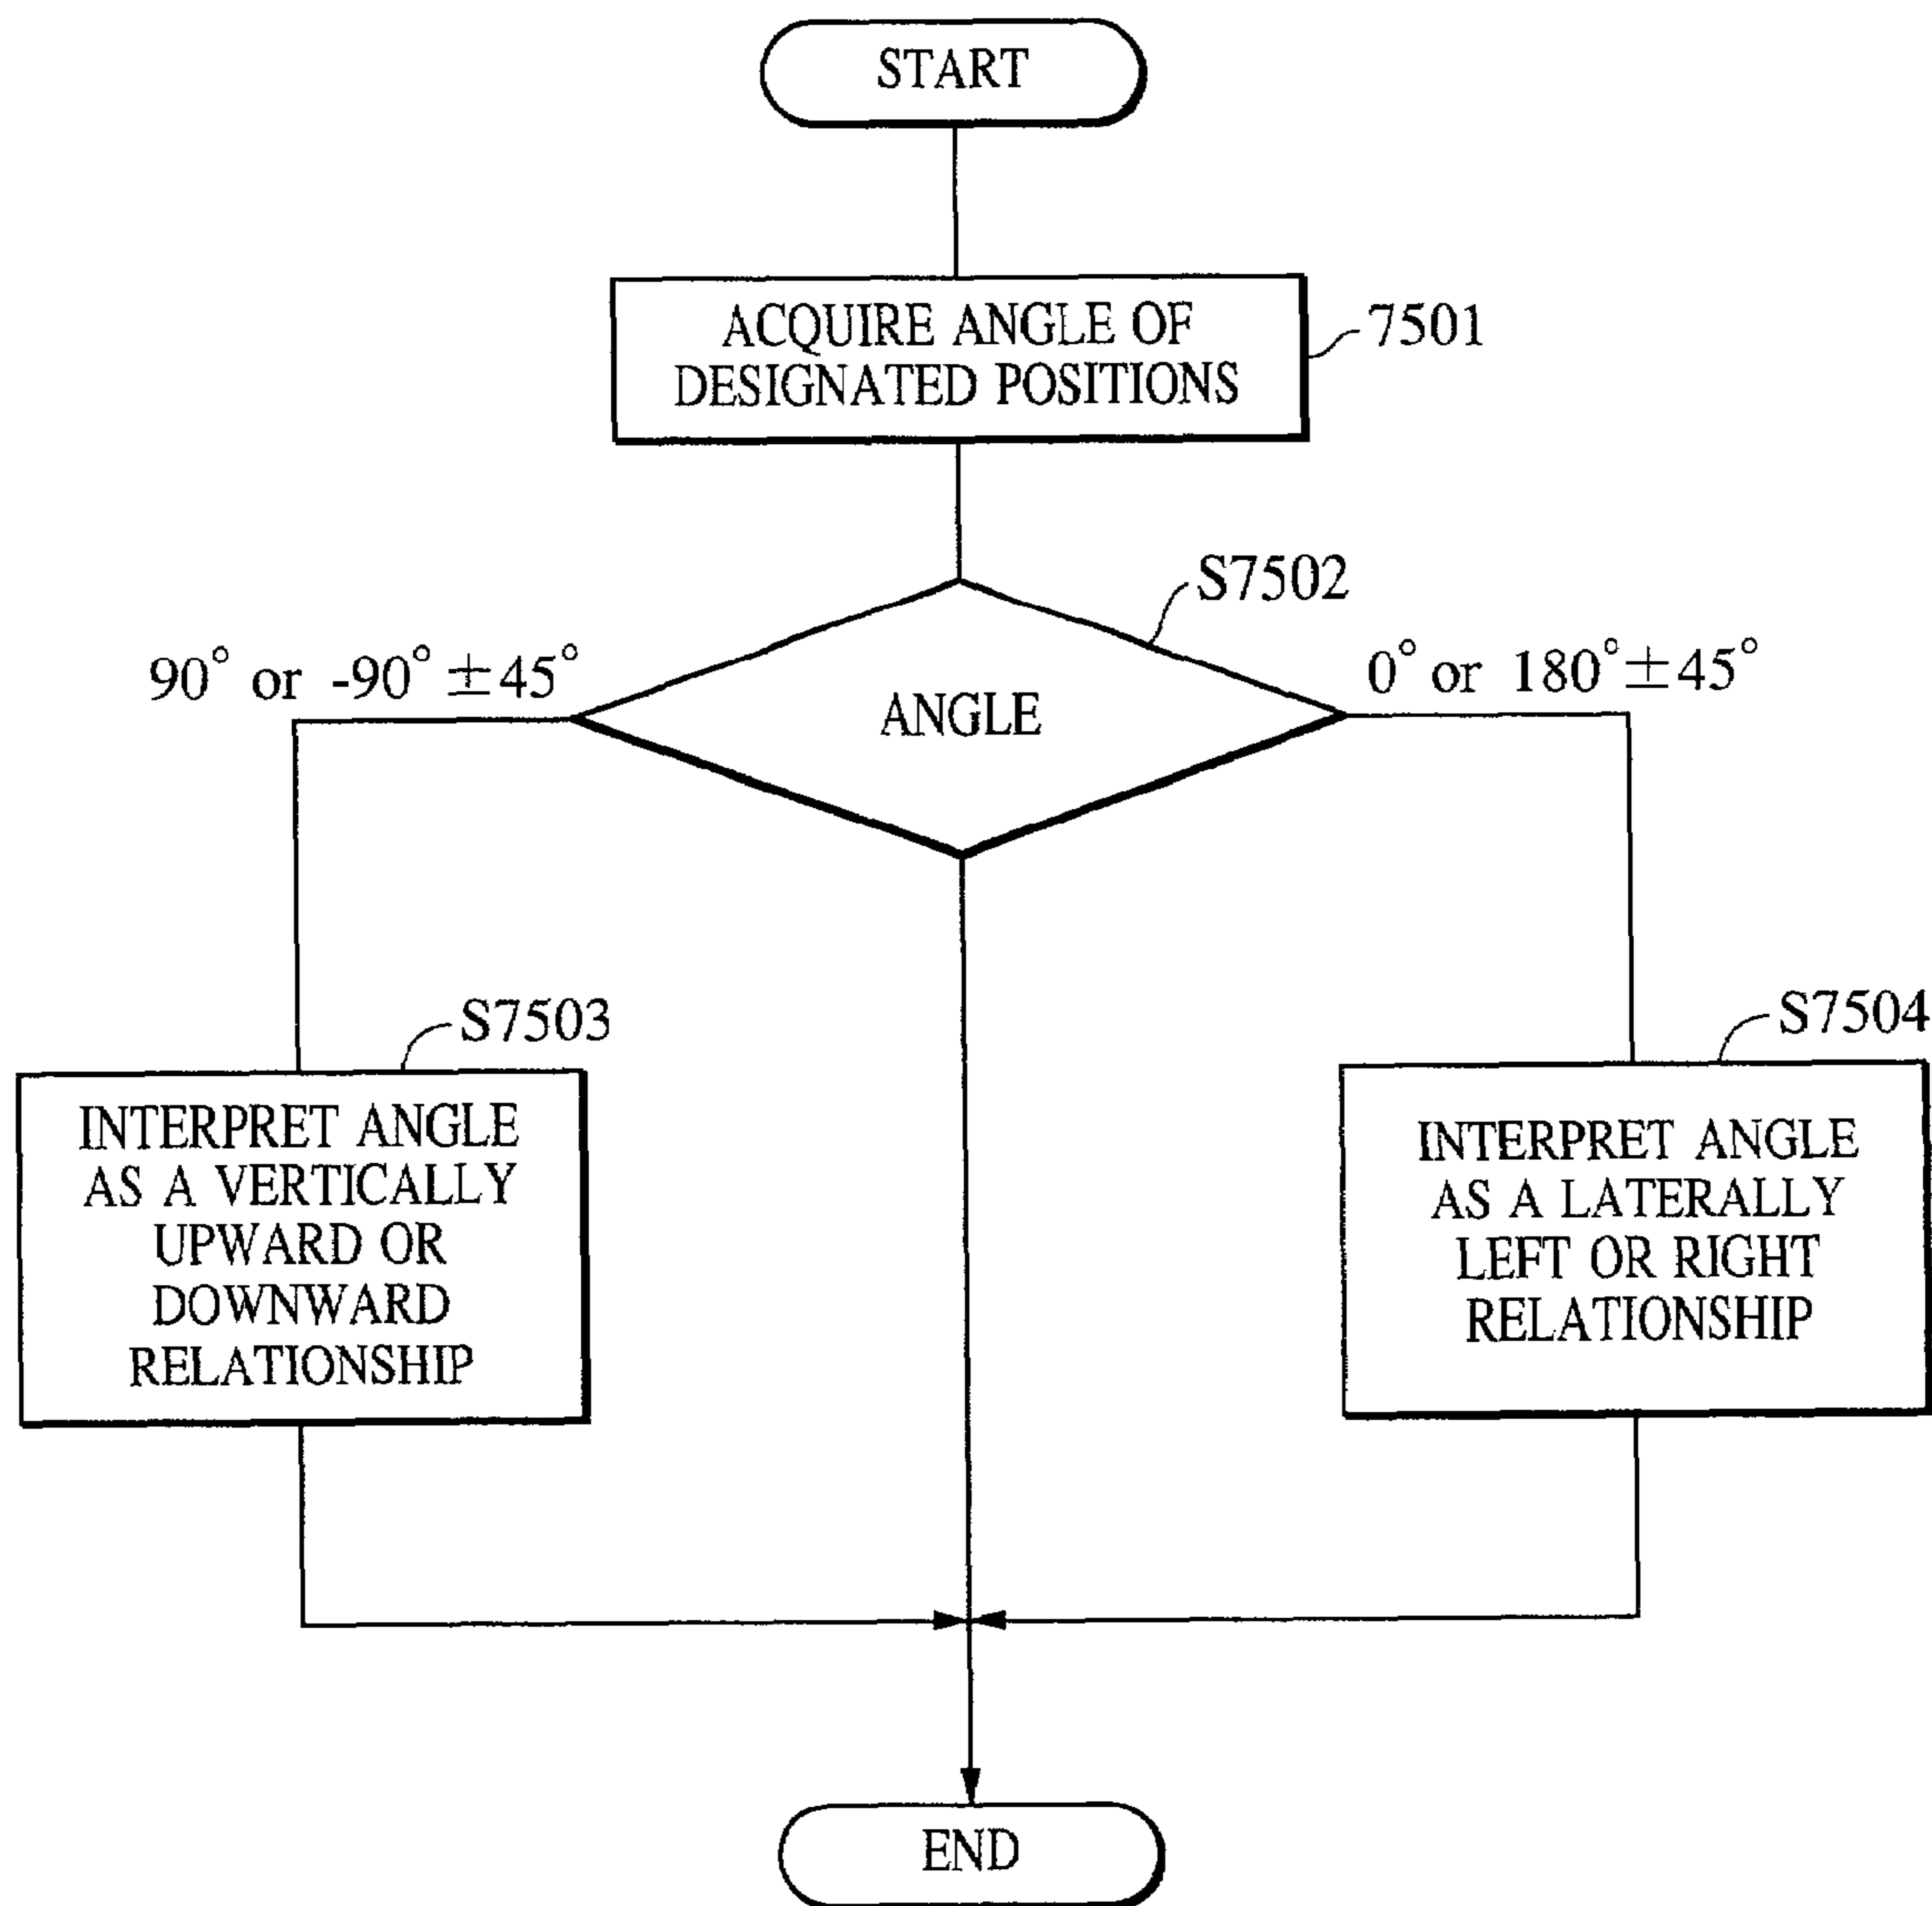 START
ACQUIRE ANGLE OF
DESIGNATED POSITIONS
7501
S7502
90° or -90° ±45°
0° or 180° ±45°
ANGLE
S7503
S7504
INTERPRET ANGLE
AS A VERTICALLY
UPWARD OR
DOWNWARD
RELATIONSHIP
INTERPRET ANGLE
AS A LATERALLY
LEFT OR RIGHT
RELATIONSHIP
END